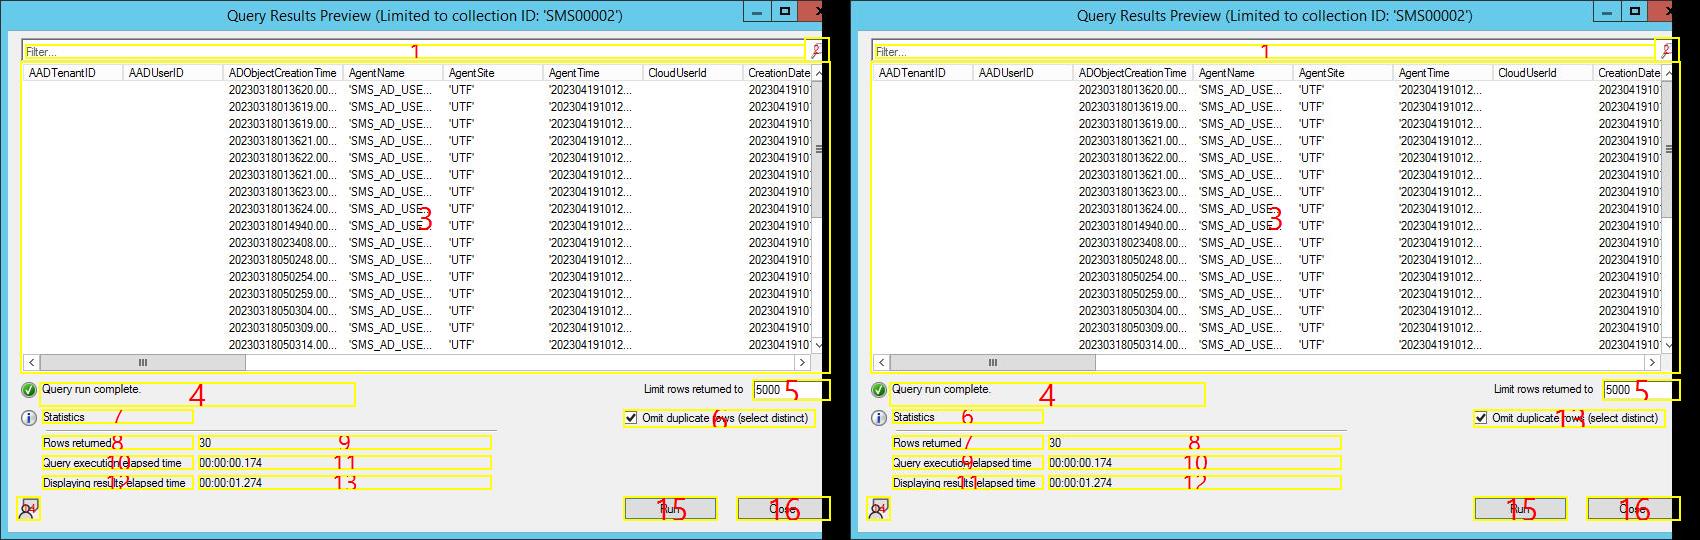 Query Results Preview (Limited to collection ID: 'SMS00002')
Filter... 1 2
AADTenantID AADUserID ADObjectCreationTime AgentName AgentSite AgentTime CloudUserId CreationDate
20230318013620.00... 'SMS_AD_USE... 'UTF' '202304191012... 2023041910
20230318013619.00... 'SMS_AD_USE... 'UTF' '202304191012... 2023041910
20230318013619.00... 'SMS_AD_USE... 'UTF' '202304191012... 2023041910
20230318013621.00... 'SMS_AD_USE... 'UTF' '202304191012... 2023041910
20230318013622.00... 'SMS_AD_USE... 'UTF' '202304191012... 2023041910
20230318013621.00... 'SMS_AD_USE... 'UTF' '202304191012... 2023041910
20230318013623.00... 'SMS_AD_USE... 'UTF' '202304191012... 2023041910
20230318013624.00... 'SMS_AD_USE... 'UTF' '202304191012... 2023041910
3
20230318014940.00... 'SMS_AD_USE... 'UTF' '202304191012... 2023041910
20230318023408.00... 'SMS_AD_USE... 'UTF' '202304191012... 2023041910
20230318050248.00... 'SMS_AD_USE... 'UTF' '202304191012... 2023041910
20230318050254.00... 'SMS_AD_USE... 'UTF' '202304191012... 2023041910
20230318050259.00... 'SMS_AD_USE... 'UTF' '202304191012... 2023041910
20230318050304.00... 'SMS_AD_USE... 'UTF' '202304191012... 2023041910
20230318050309.00... 'SMS_AD_USE... 'UTF' '202304191012... 2023041910
20230318050314.00... 'SMS_AD_USE... 'UTF' '202304191012... 2023041910
Query run complete. 4 Limit rows returned to 5000 5
Statistics 7 Omit duplicate rows (select distinct) 6
Rows returned 8 30 9
Query execution elapsed time 10 00:00:00.174 11
Displaying results elapsed time 12 00:00:01.274 13
14 Run 15 Close 16
Query Results Preview (Limited to collection ID: 'SMS00002')
Filter... 1 2
AADTenantID AADUserID ADObjectCreationTime AgentName AgentSite AgentTime CloudUserId CreationDate
20230318013620.00... 'SMS_AD_USE... 'UTF' '202304191012... 2023041910
20230318013619.00... 'SMS_AD_USE... 'UTF' '202304191012... 2023041910
20230318013619.00... 'SMS_AD_USE... 'UTF' '202304191012... 2023041910
20230318013621.00... 'SMS_AD_USE... 'UTF' '202304191012... 2023041910
20230318013622.00... 'SMS_AD_USE... 'UTF' '202304191012... 2023041910
20230318013621.00... 'SMS_AD_USE... 'UTF' '202304191012... 2023041910
20230318013623.00... 'SMS_AD_USE... 'UTF' '202304191012... 2023041910
20230318013624.00... 'SMS_AD_USE... 'UTF' '202304191012... 2023041910
3
20230318014940.00... 'SMS_AD_USE... 'UTF' '202304191012... 2023041910
20230318023408.00... 'SMS_AD_USE... 'UTF' '202304191012... 2023041910
20230318050248.00... 'SMS_AD_USE... 'UTF' '202304191012... 2023041910
20230318050254.00... 'SMS_AD_USE... 'UTF' '202304191012... 2023041910
20230318050259.00... 'SMS_AD_USE... 'UTF' '202304191012... 2023041910
20230318050304.00... 'SMS_AD_USE... 'UTF' '202304191012... 2023041910
20230318050309.00... 'SMS_AD_USE... 'UTF' '202304191012... 2023041910
20230318050314.00... 'SMS_AD_USE... 'UTF' '202304191012... 2023041910
Query run complete. 4 Limit rows returned to 5000 5
Statistics 6 Omit duplicate rows (select distinct) 13
Rows returned 7 30 8
Query execution elapsed time 9 00:00:00.174 10
Displaying results elapsed time 11 00:00:01.274 12
14 Run 15 Close 16